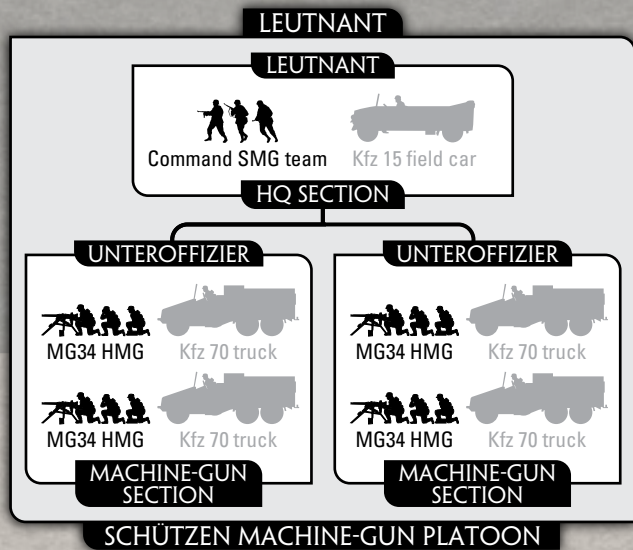 LEUTNANT
LEUTNANT
Command SMG team Kfz 15 field car
HQ SECTION
UNTEROFFIZIER
MG34 HMG Kfz 70 truck
MG34 HMG Kfz 70 truck
MACHINE-GUN
SECTION
UNTEROFFIZIER
MG34 HMG Kfz 70 truck
MG34 HMG Kfz 70 truck
MACHINE-GUN
SECTION
SCHÜTZEN MACHINE-GUN PLATOON